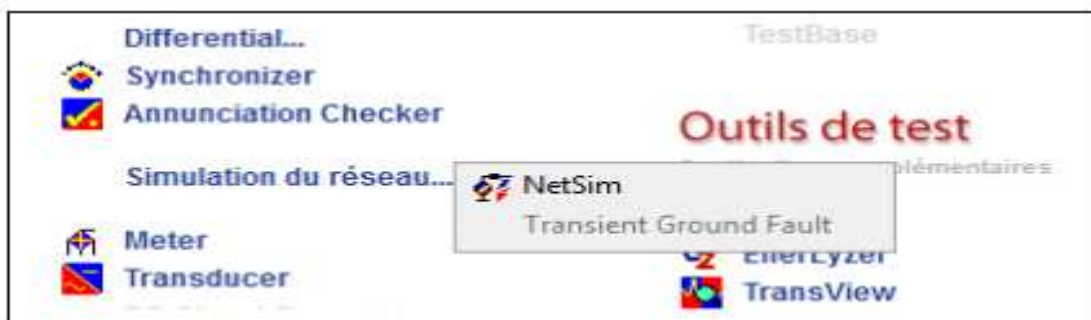 Differential...
Synchronizer
Annunciation Checker
Simulation du réseau...
NetSim
Transient Ground Fault
Meter
Transducer
TestBase
Outils de test
TransView